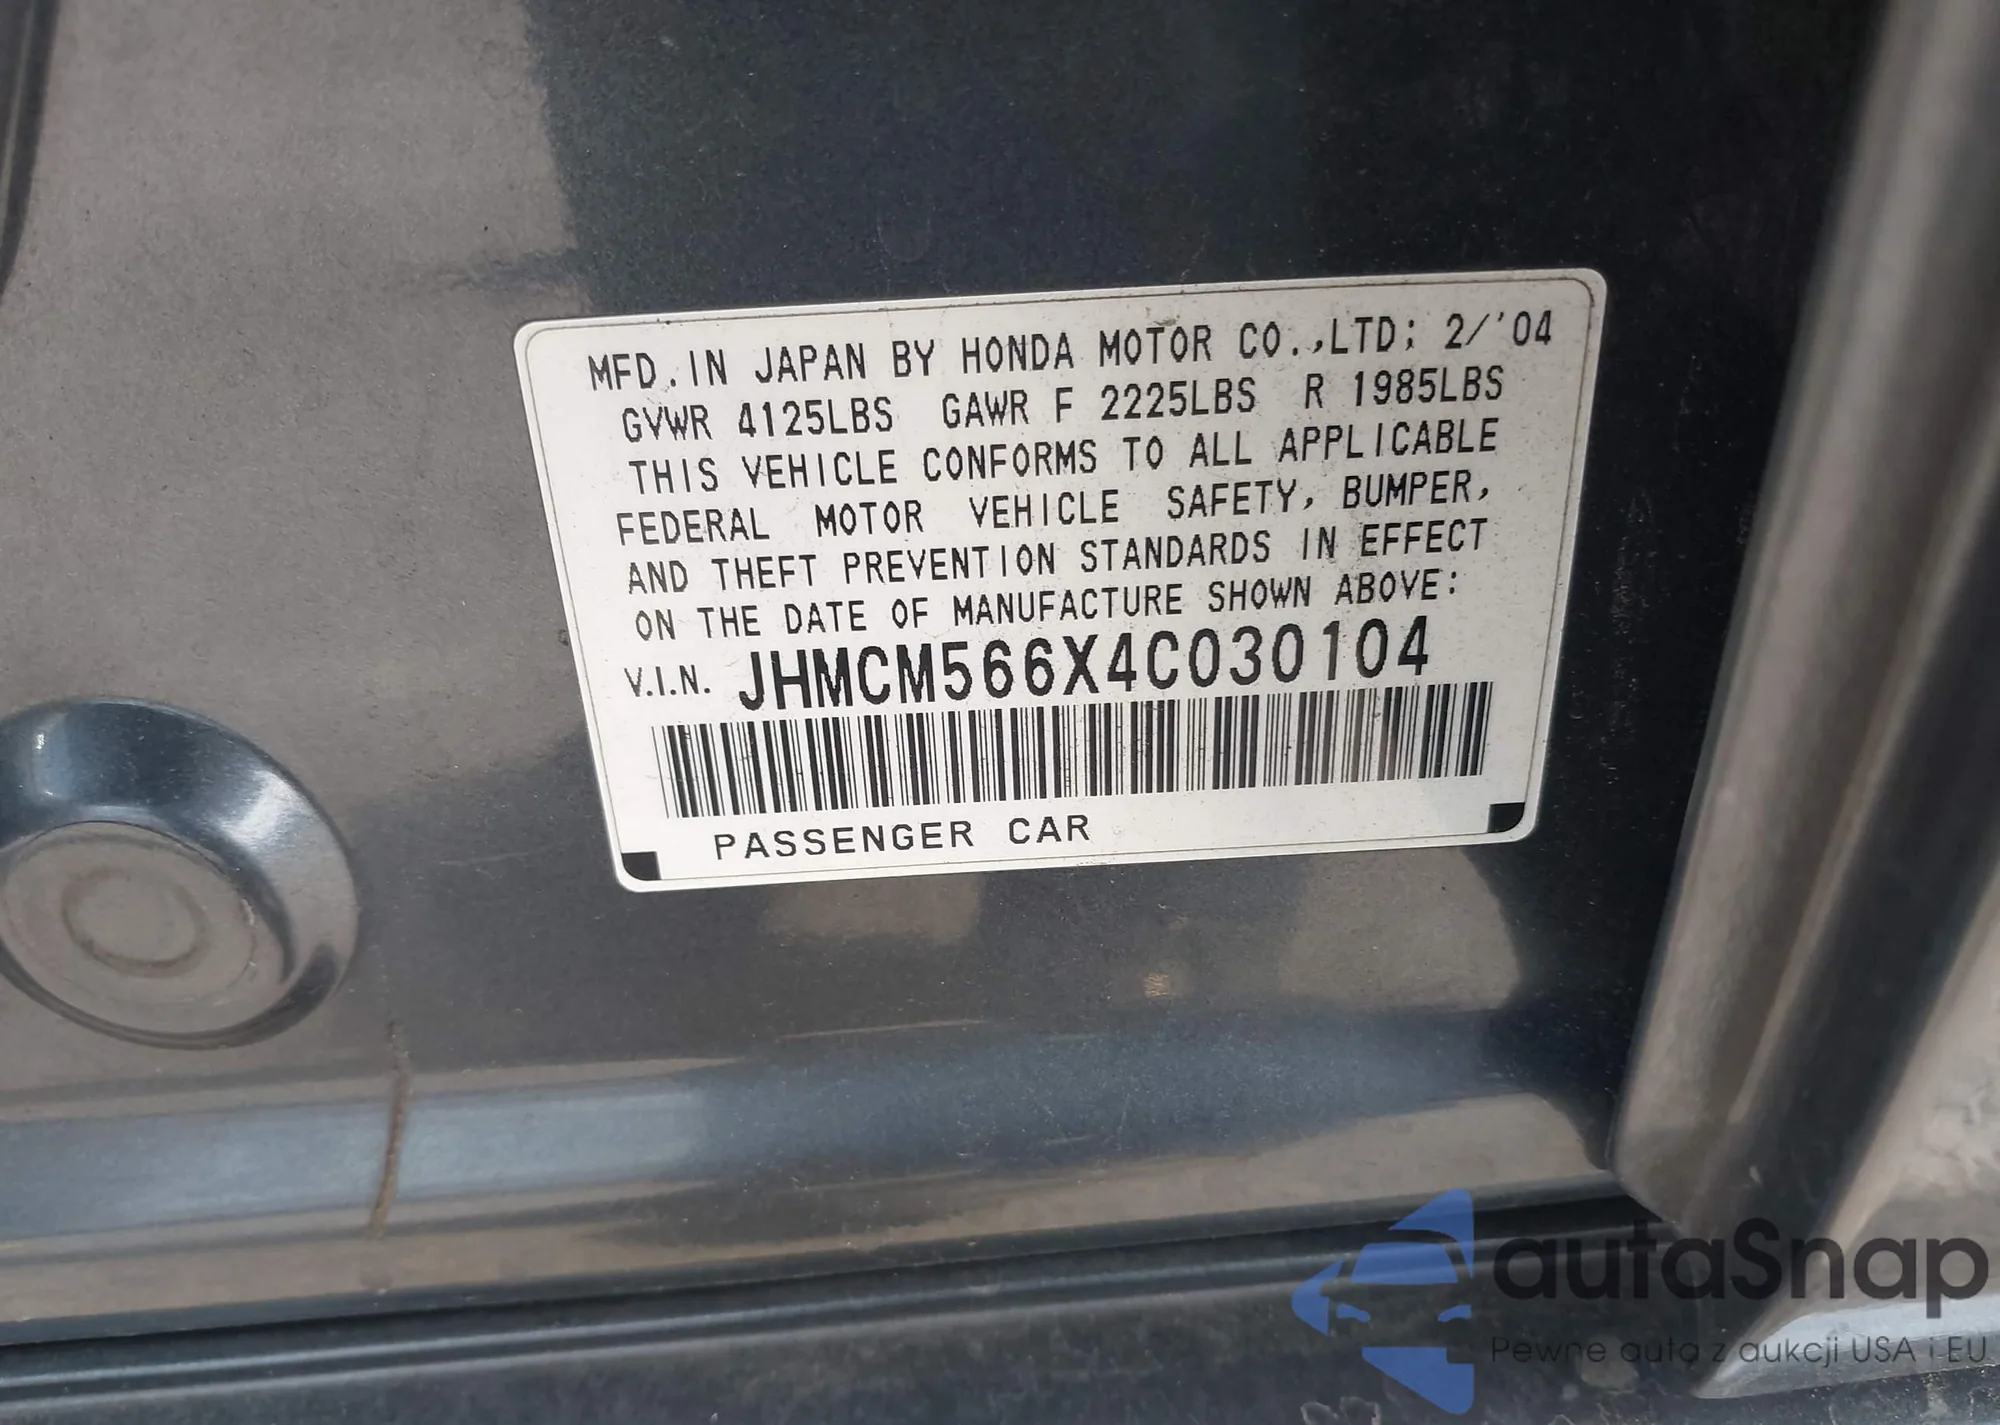 MFD. IN JAPAN BY HONDA MOTOR CO.,LTD; 2/'04
GVWR 4125LBS GAWR F 2225LBS R 1985LBS
THIS VEHICLE CONFORMS TO ALL APPLICABLE
FEDERAL MOTOR VEHICLE SAFETY, BUMPER,
AND THEFT PREVENTION STANDARDS IN EFFECT
ON THE DATE OF MANUFACTURE SHOWN ABOVE:
V.I.N. JHMCM566X4C030104
PASSENGER CAR
autaSnap
Pewne auta z aukcji USA i EU